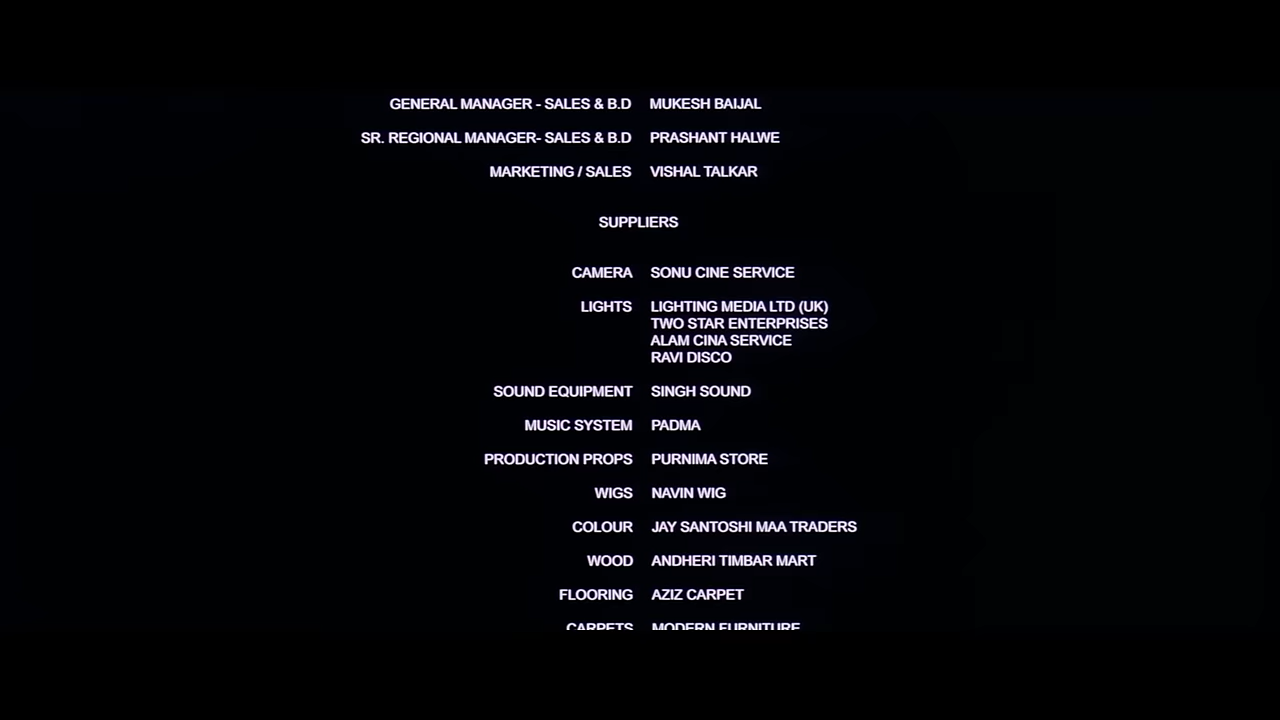 GENERAL MANAGER - SALES & B.D MUKESH BAIJAL
SR. REGIONAL MANAGER- SALES & B.D PRASHANT HALWE
MARKETING / SALES VISHAL TALKAR
SUPPLIERS
CAMERA SONU CINE SERVICE
LIGHTS LIGHTING MEDIA LTD (UK)
TWO STAR ENTERPRISES
ALAM CINA SERVICE
RAVI DISCO
SOUND EQUIPMENT SINGH SOUND
MUSIC SYSTEM PADMA
PRODUCTION PROPS PURNIMA STORE
WIGS NAVIN WIG
COLOUR JAY SANTOSHI MAA TRADERS
WOOD ANDHERI TIMBAR MART
FLOORING AZIZ CARPET
CARPETS MODERN FURNITURE